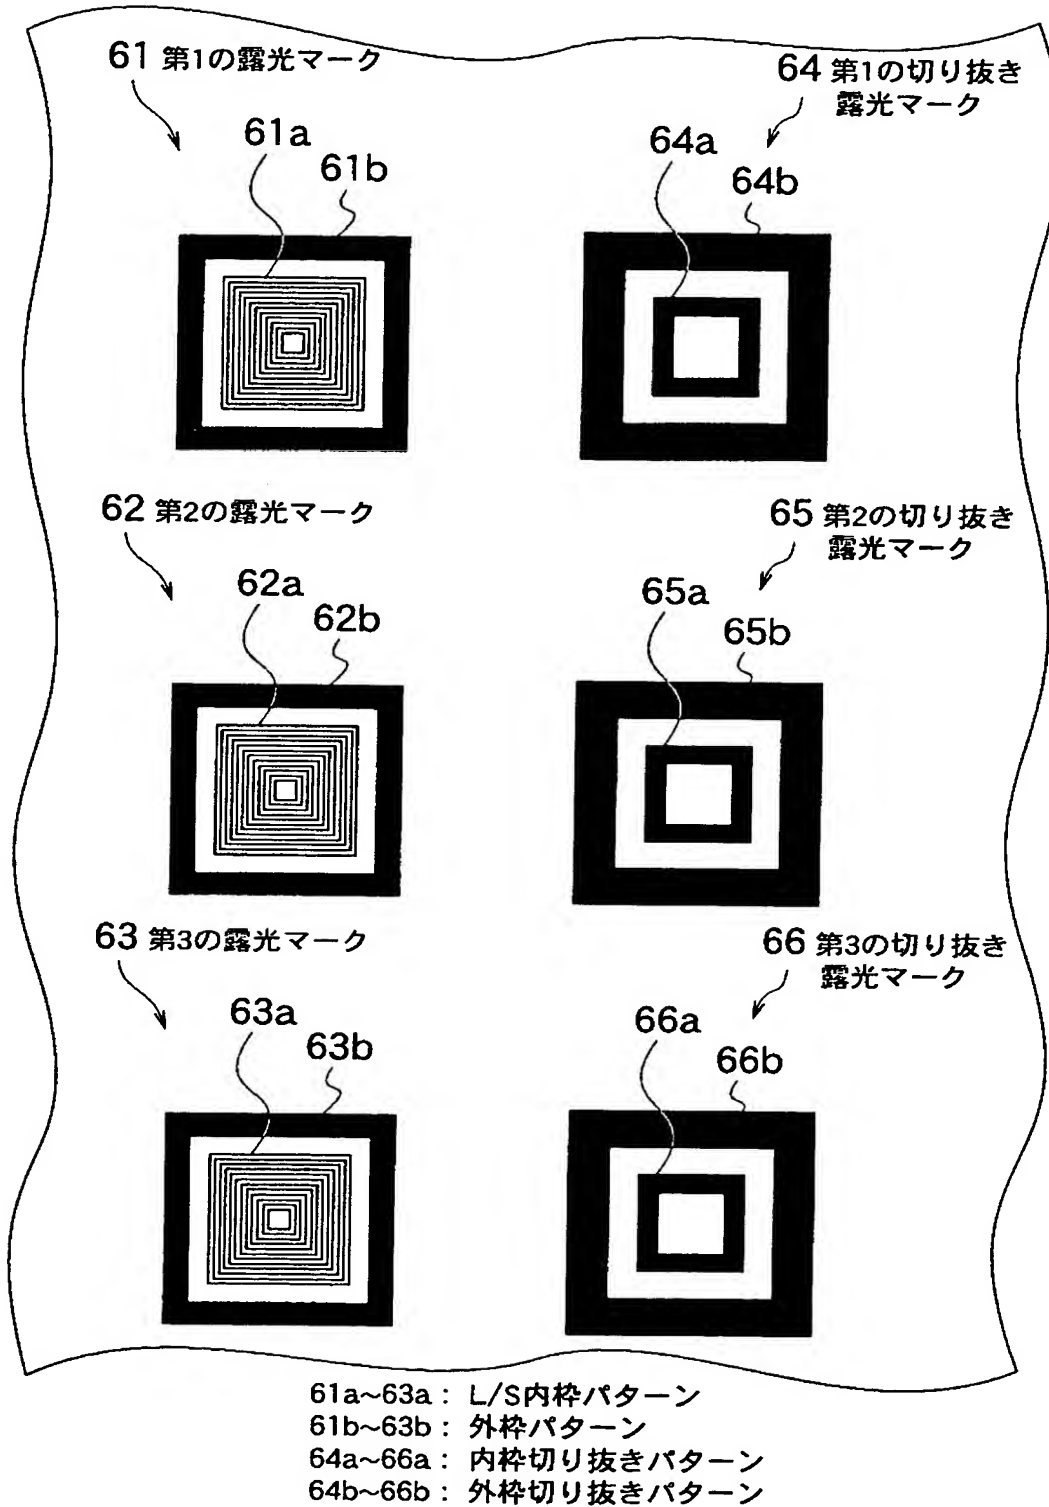 61 第1の露光マーク
64 第1の切り抜き
露光マーク
61a
61b
64a
64b
62 第2の露光マーク
65 第2の切り抜き
露光マーク
62a
62b
65a
65b
63 第3の露光マーク
66 第3の切り抜き
露光マーク
63a
63b
66a
66b
61a~63a : L/S内枠パターン
61b~63b : 外枠パターン
64a~66a : 内枠切り抜きパターン
64b~66b : 外枠切り抜きパターン